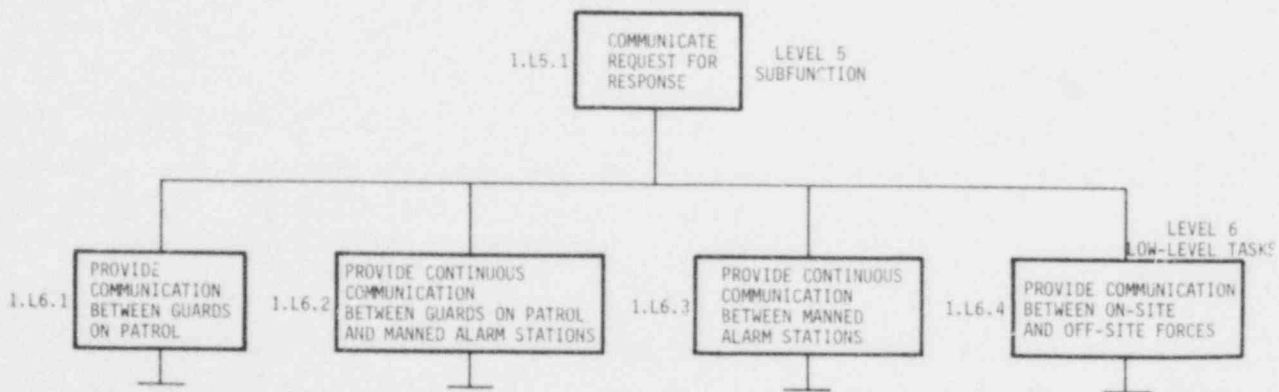 1.L5.1
COMMUNICATE
REQUEST FOR
RESPONSE
LEVEL 5
SUBFUNCTION
LEVEL 6
LOW-LEVEL TASKS
1.L6.1
PROVIDE
COMMUNICATION
BETWEEN GUARDS
ON PATROL
1.L6.2
PROVIDE CONTINUOUS
COMMUNICATION
BETWEEN GUARDS ON PATROL
AND MANNED ALARM STATIONS
1.L6.3
PROVIDE CONTINUOUS
COMMUNICATION
BETWEEN MANNED
ALARM STATIONS
1.L6.4
PROVIDE COMMUNICATION
BETWEEN ON-SITE
AND OFF-SITE FORCES